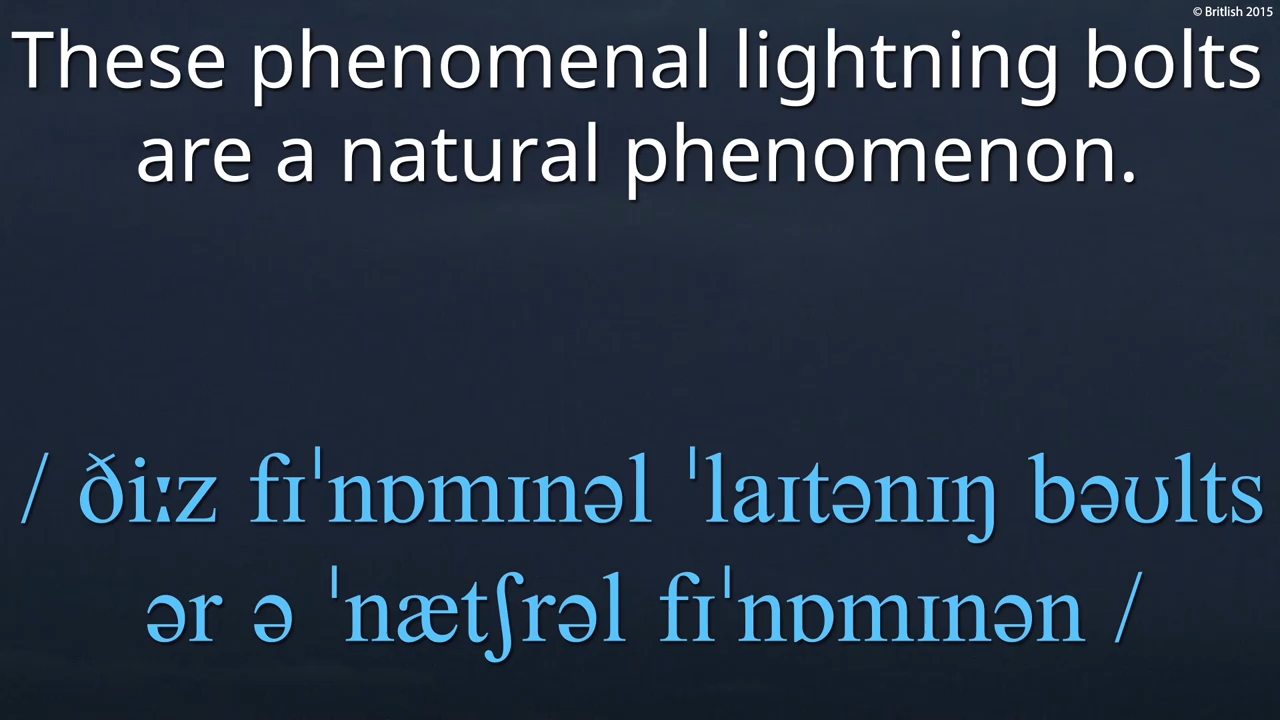 © Britlish 2015
These phenomenal lightning bolts
are a natural phenomenon.
/ ðiːz fɪˈnɒmɪnəl ˈlaɪtənɪŋ bəʊlts
ər ə ˈnætʃrəl fɪˈnɒmɪnən /